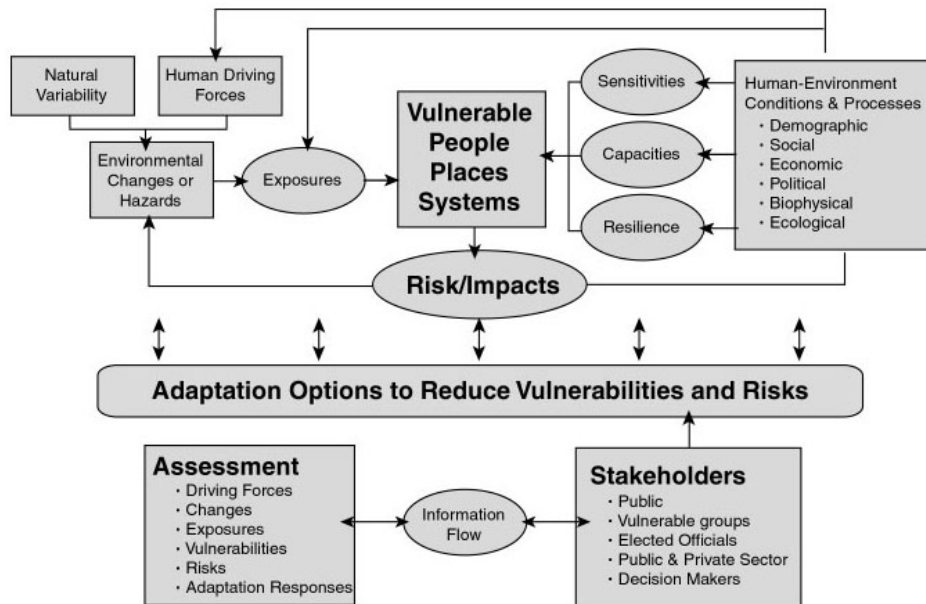 Natural
Variability
Human Driving
Forces
Environmental
Changes or
Hazards
Exposures
Vulnerable
People
Places
Systems
Sensitivities
Capacities
Resilience
Human-Environment
Conditions & Processes
· Demographic
· Social
· Economic
· Political
· Biophysical
· Ecological
Risk/Impacts
Adaptation Options to Reduce Vulnerabilities and Risks
Assessment
· Driving Forces
· Changes
· Exposures
· Vulnerabilities
· Risks
· Adaptation Responses
Information
Flow
Stakeholders
· Public
· Vulnerable groups
· Elected Officials
· Public & Private Sector
· Decision Makers